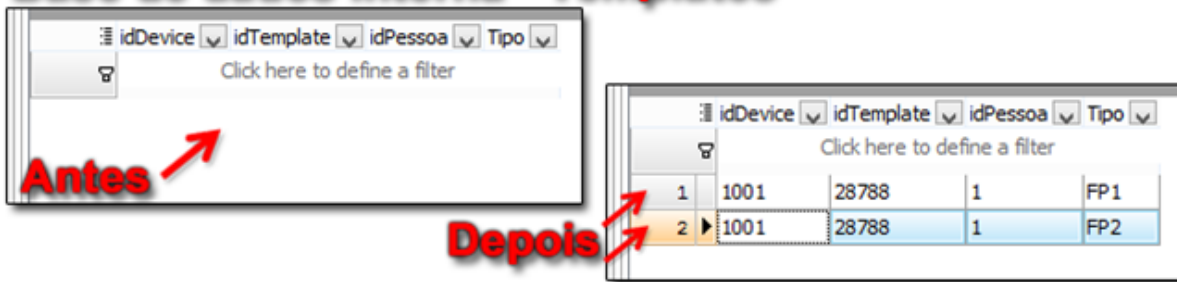 idDevice idTemplate idPessoa Tipo
Click here to define a filter
Antes
idDevice idTemplate idPessoa Tipo
Click here to define a filter
1 1001 28788 1 FP1
2 1001 28788 1 FP2
Depois